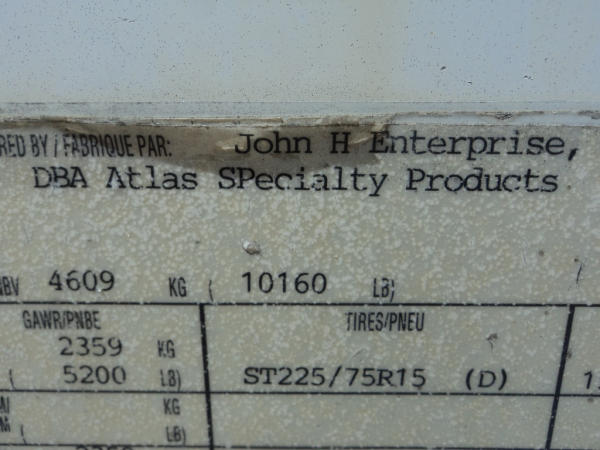 RED BY / FABRIQUE PAR: John H Enterprise,
DBA Atlas SPecialty Products
NBV 4609 KG ( 10160 LB)
GAWR/PNBE TIRES/PNEU
2359 KG
( 5200 LB) ST225/75R15 (D)
KG
( LB)